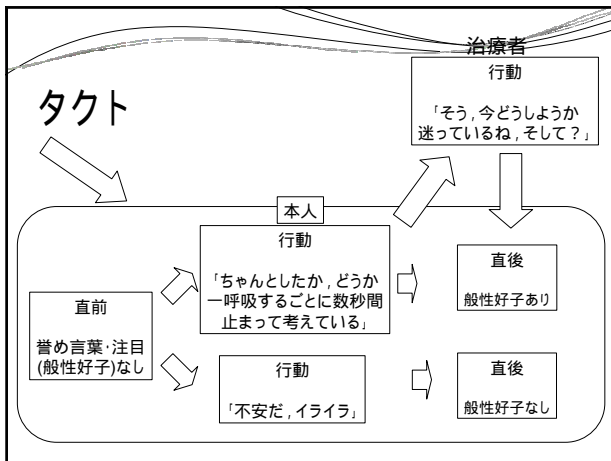 タクト
治療者
行動
「そう,今どうしようか
迷っているね,そして?」
本人
直前
誉め言葉・注目
(般性好子)なし
行動
「ちゃんとしたか,どうか
一呼吸するごとに数秒間
止まって考えている」
直後
般性好子あり
行動
「不安だ,イライラ」
直後
般性好子なし